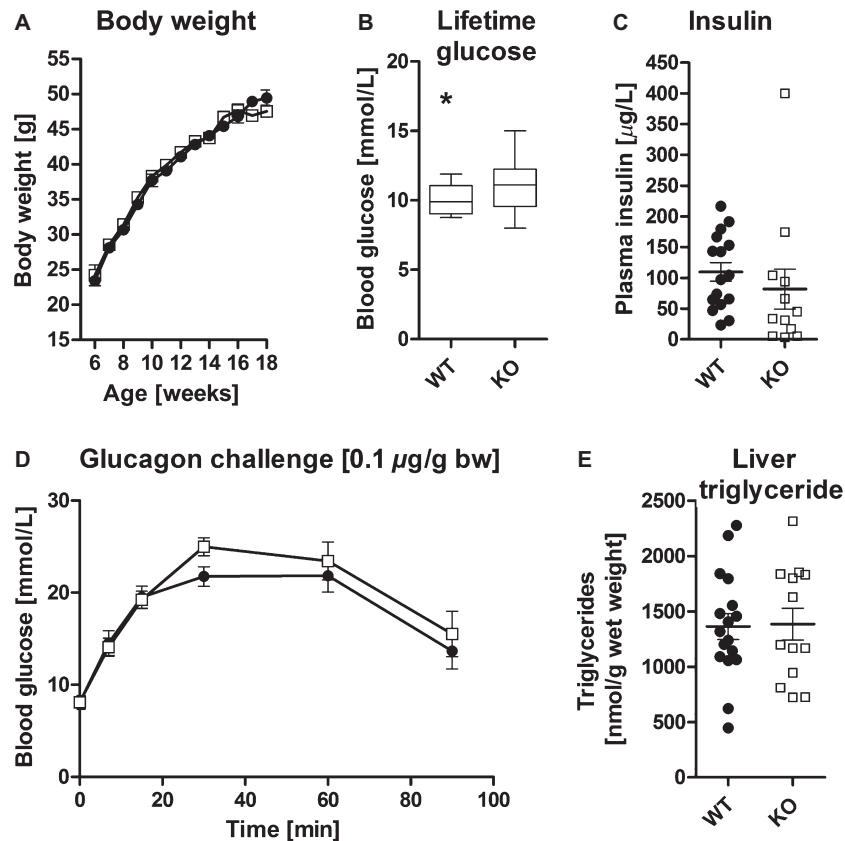 A Body weight
Body weight [g]
55
50
45
40
35
30
25
20
15
6 8 10 12 14 16 18
Age [weeks]
B Lifetime
glucose
Blood glucose [mmol/L]
20
15
10
5
0
*
WT KO
C Insulin
Plasma insulin [µg/L]
450
400
350
300
250
200
150
100
50
0
WT KO
D Glucagon challenge [0.1 µg/g bw]
Blood glucose [mmol/L]
30
20
10
0
0 20 40 60 80 100
Time [min]
E Liver
triglyceride
Triglycerides
[nmol/g wet weight]
2500
2000
1500
1000
500
0
WT KO